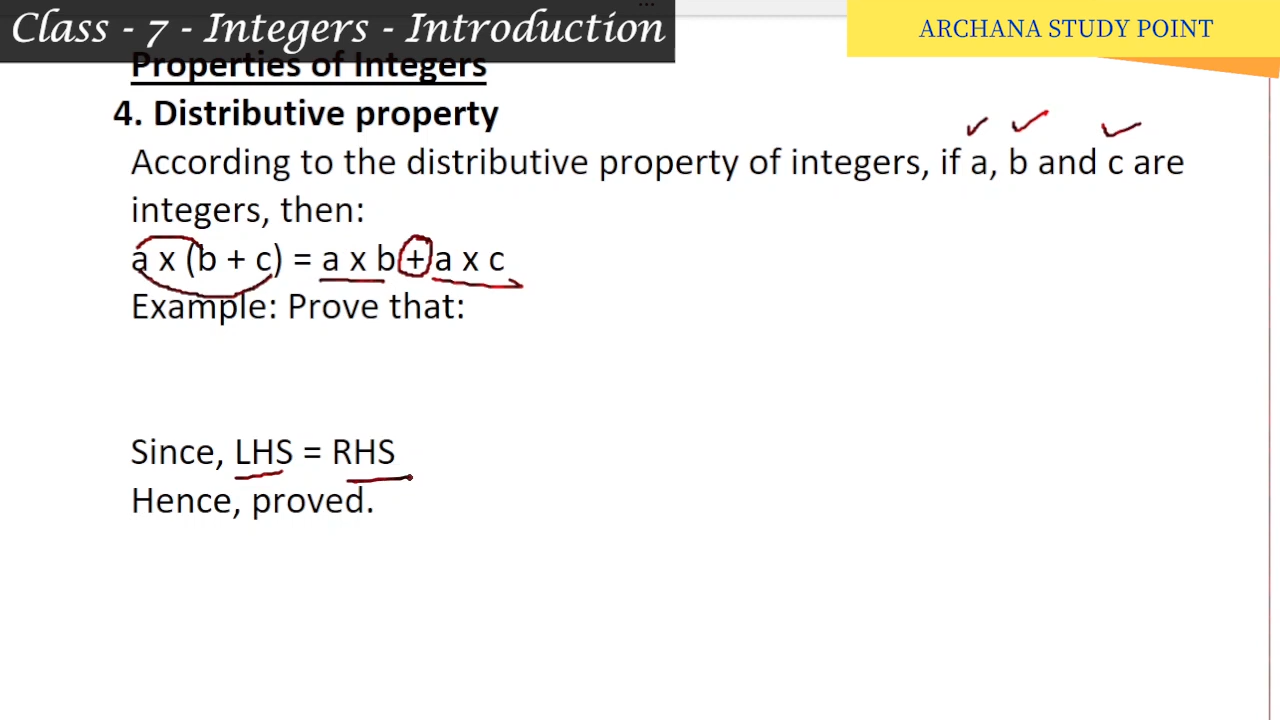 Class - 7 - Integers - Introduction
ARCHANA STUDY POINT
Properties of Integers
4. Distributive property
According to the distributive property of integers, if a, b and c are
integers, then:
a x (b + c) = a x b + a x c
Example: Prove that:
Since, LHS = RHS
Hence, proved.